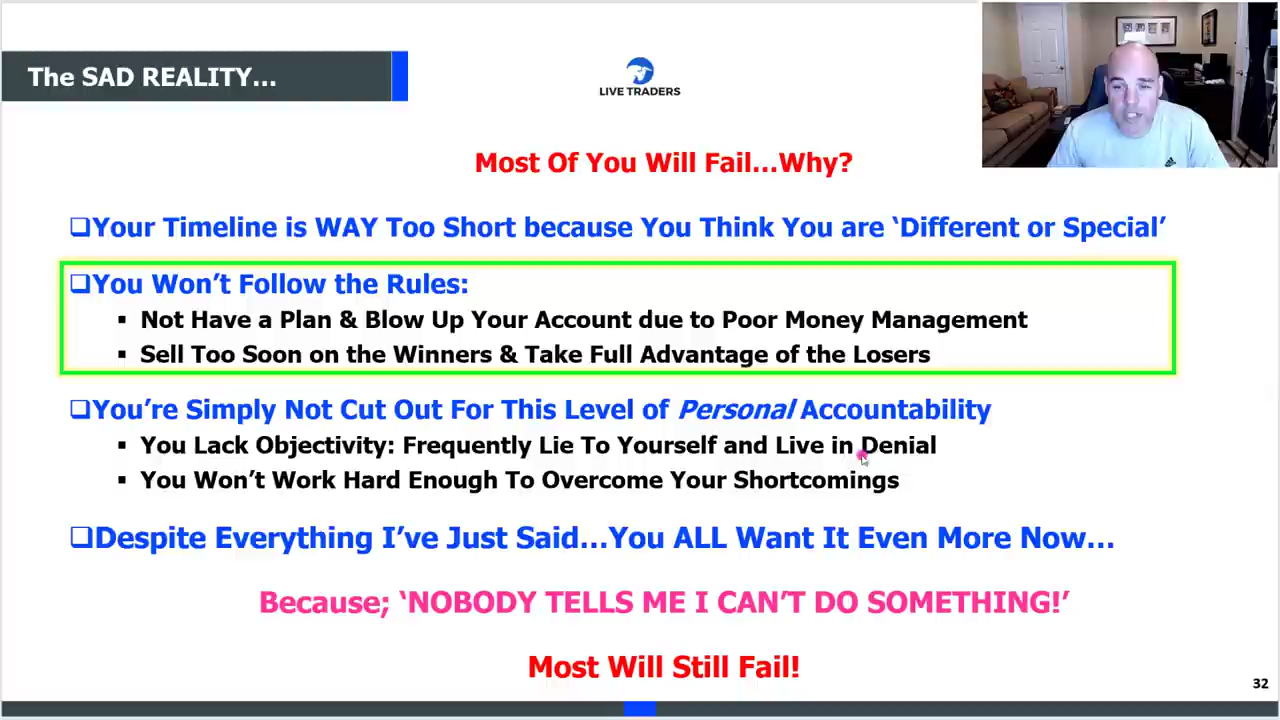 The SAD REALITY...
LIVE TRADERS
Most Of You Will Fail...Why?
Your Timeline is WAY Too Short because You Think You are ‘Different or Special’
You Won’t Follow the Rules:
Not Have a Plan & Blow Up Your Account due to Poor Money Management
Sell Too Soon on the Winners & Take Full Advantage of the Losers
You’re Simply Not Cut Out For This Level of Personal Accountability
You Lack Objectivity: Frequently Lie To Yourself and Live in Denial
You Won’t Work Hard Enough To Overcome Your Shortcomings
Despite Everything I’ve Just Said...You ALL Want It Even More Now...
Because; ‘NOBODY TELLS ME I CAN’T DO SOMETHING!’
Most Will Still Fail!
32